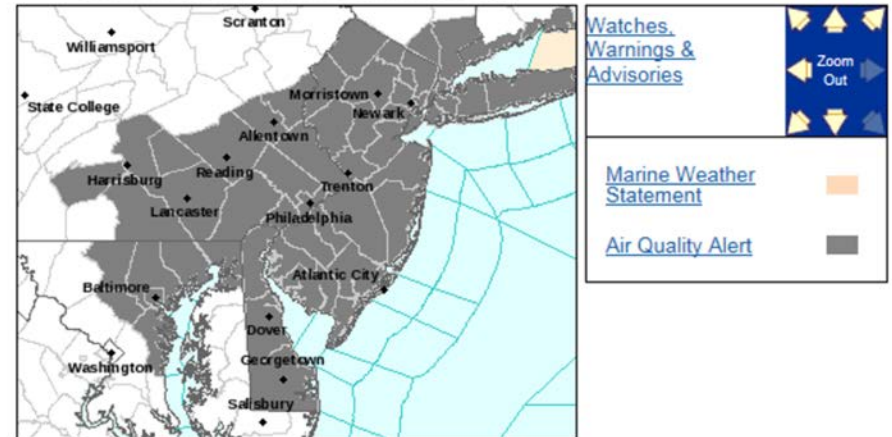 Scranton
Williamsport
State College
Morristown
Newark
Allentown
Harrisburg
Reading
Trenton
Lancaster
Philadelphia
Baltimore
Atlantic City
Dover
Washington
Georgetown
Salisbury
Watches,
Warnings &
Advisories
Zoom
Out
Marine Weather
Statement
Air Quality Alert